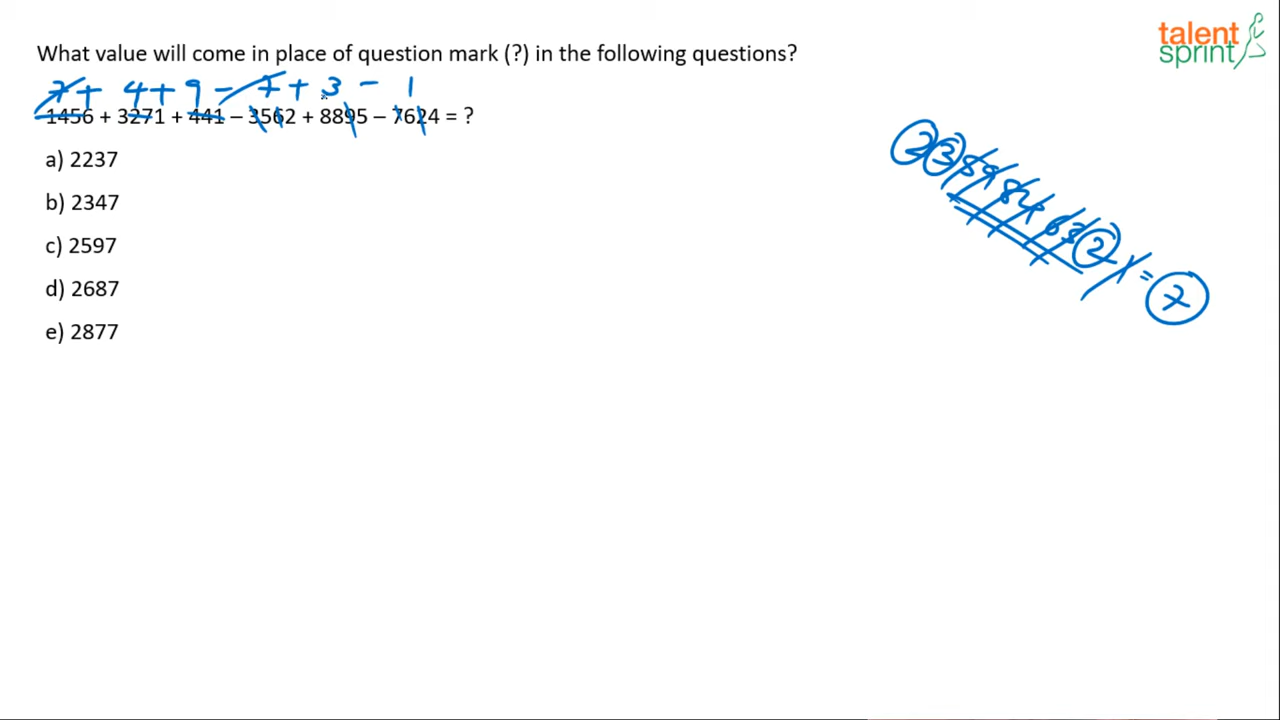 talent
sprint
What value will come in place of question mark (?) in the following questions?
7 + 4 + 9 - 7 + 3 - 1
1456 + 3271 + 441 – 3562 + 8895 – 7624 = ?
a) 2237
b) 2347
c) 2597
d) 2687
e) 2877
2389846321 = 7